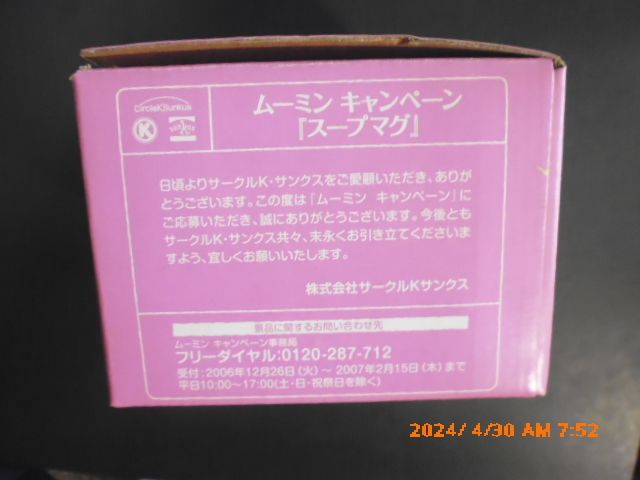 CircleKSunkus
K
sunkus
ムーミン キャンペーン
『スープマグ』
日頃よりサークルK・サンクスをご愛顧いただき、ありが
とうございます。この度は『ムーミン キャンペーン』に
ご応募いただき、誠にありがとうございます。今後とも
サークルK・サンクス共々、末永くお引き立てくださいま
すよう、宜しくお願いいたします。
株式会社サークルKサンクス
景品に関するお問い合わせ先
ムーミン キャンペーン事務局
フリーダイヤル:0120-287-712
受付:2006年12月26日(火)~2007年2月15日(木)まで
平日10:00~17:00(土・日・祝祭日を除く)
2024/ 4/30 AM 7:52